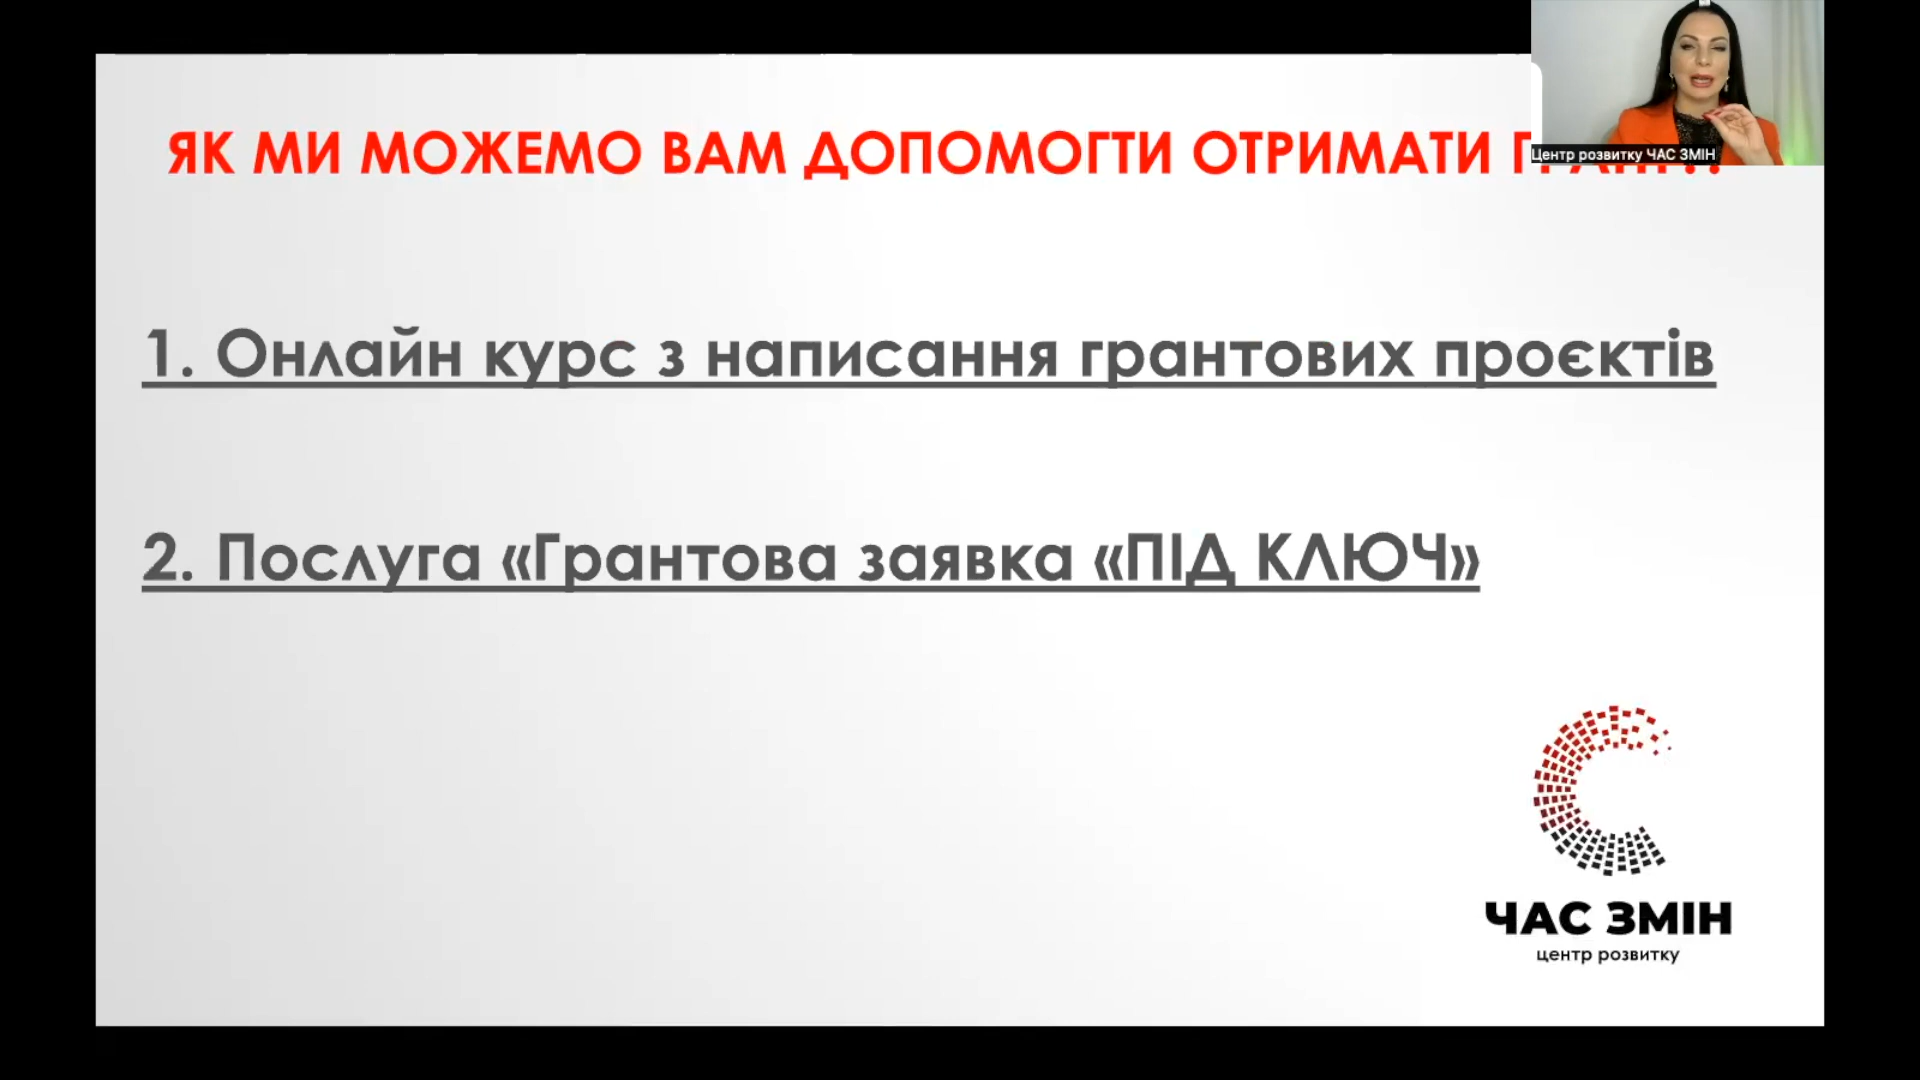 ЯК МИ МОЖЕМО ВАМ ДОПОМОГТИ ОТРИМАТИ
Центр розвитку ЧАС ЗМІН
1. Онлайн курс з написання грантових проєктів
2. Послуга «Грантова заявка «ПІД КЛЮЧ»
ЧАС ЗМІН
центр розвитку